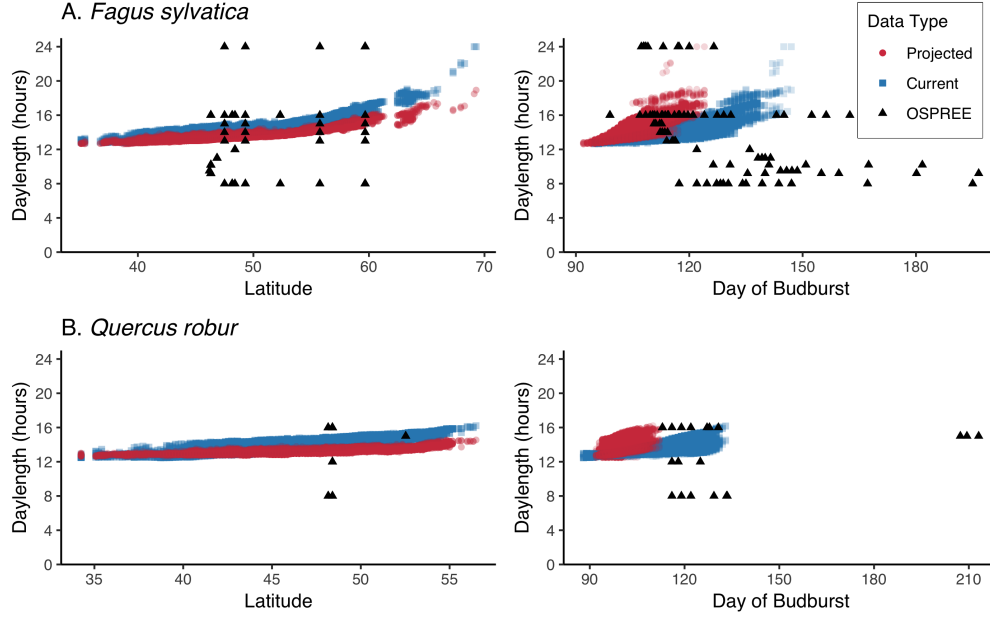 A. Fagus sylvatica
Data Type
Projected
Current
OSPREE
Daylength (hours)
24
20
16
12
8
4
0
40 50 60 70
Latitude
Daylength (hours)
24
20
16
12
8
4
0
90 120 150 180
Day of Budburst
B. Quercus robur
Daylength (hours)
24
20
16
12
8
4
0
35 40 45 50 55
Latitude
Daylength (hours)
24
20
16
12
8
4
0
90 120 150 180 210
Day of Budburst